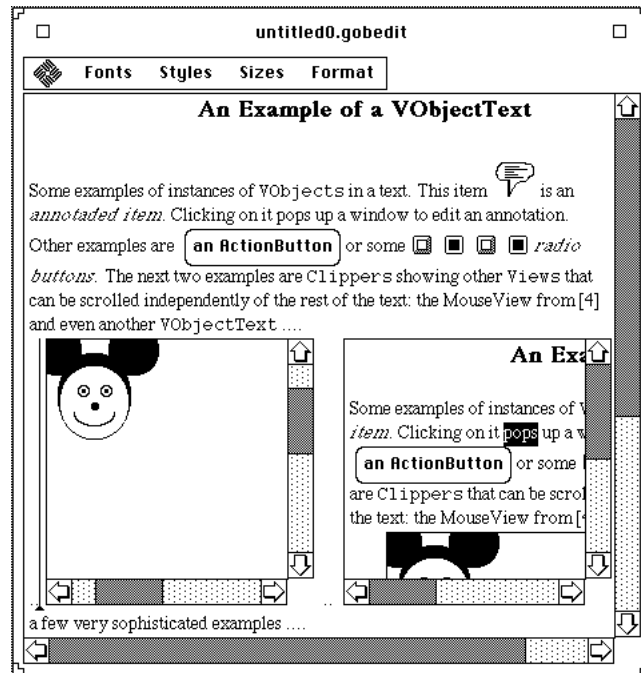 untitled0.gobedit
Fonts Styles Sizes Format
An Example of a VObjectText
Some examples of instances of VObjects in a text. This item is an
annotaded item. Clicking on it pops up a window to edit an annotation.
Other examples are an ActionButton or some radio
buttons. The next two examples are Clippers showing other Views that
can be scrolled independently of the rest of the text: the MouseView from [4]
and even another VObjectText ....
An Exa
Some examples of instances of V
item. Clicking on it pops up a w
an ActionButton or some
are Clippers that can be scrol
the text: the MouseView from [4
..
a few very sophisticated examples ....